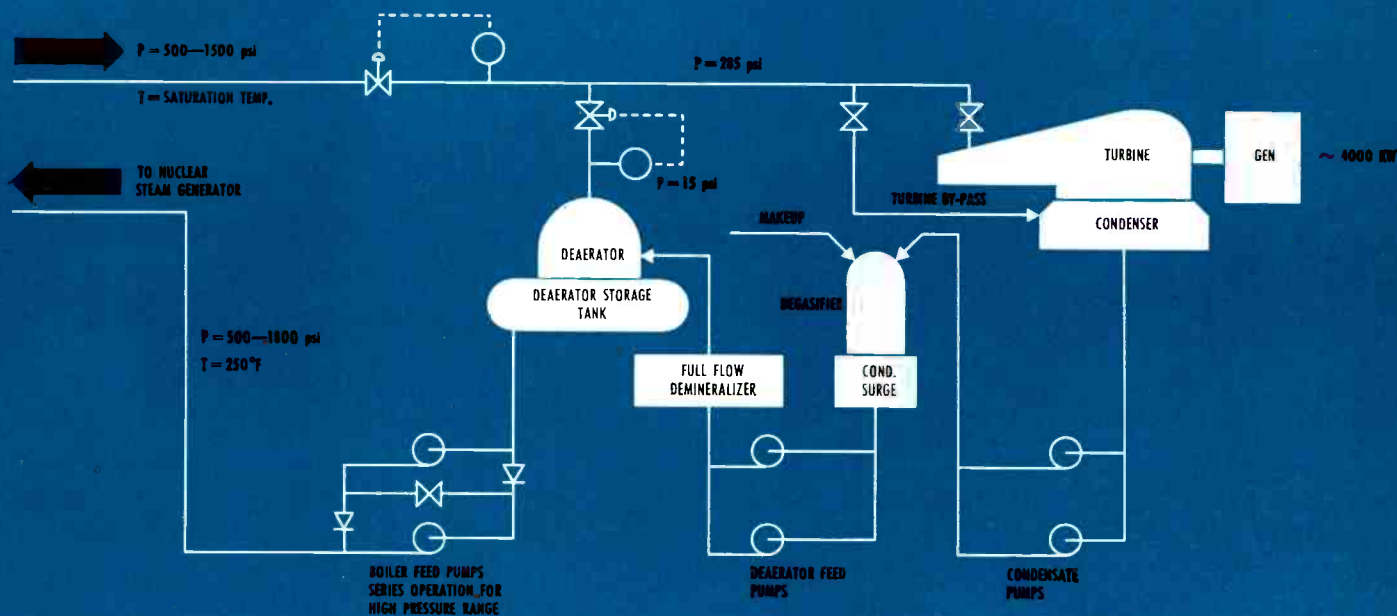 P = 500—1500 psi
T = SATURATION TEMP.
P = 285 psi
TO NUCLEAR
STEAM GENERATOR
P = 15 psi
TURBINE
GEN
~ 4000 KW
TURBINE BY-PASS
CONDENSER
MAKEUP
DEAERATOR
DEAERATOR STORAGE
TANK
DEGASIFIER
P = 500—1800 psi
T = 250°F
FULL FLOW
DEMINERALIZER
COND.
SURGE
BOILER FEED PUMPS
SERIES OPERATION FOR
HIGH PRESSURE RANGE
DEAERATOR FEED
PUMPS
CONDENSATE
PUMPS